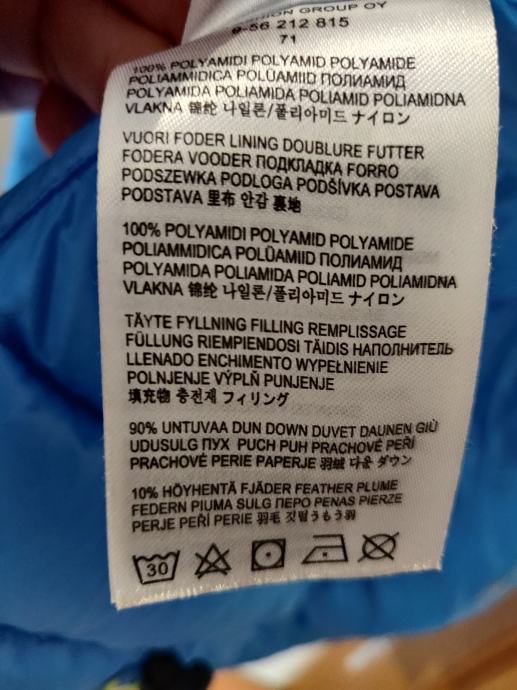 GROUP OY
9-56 212 815
71
100% POLYAMIDI POLYAMID POLYAMIDE
POLIAMMIDICA POLÜAMIID ПОЛИАМИД
POLYAMIDA POLIAMIDA POLIAMID POLIAMIDNA
VLAKNA 锦纶 나일론/폴리아미드 ナイロン
VUORI FODER LINING DOUBLURE FUTTER
FODERA VOODER ПОДКЛАДКА FORRO
PODSZEWKA PODLOGA PODŠÍVKA POSTAVA
PODSTAVA 里布 안감 裏地
100% POLYAMIDI POLYAMID POLYAMIDE
POLIAMMIDICA POLÜAMIID ПОЛИАМИД
POLYAMIDA POLIAMIDA POLIAMID POLIAMIDNA
VLAKNA 锦纶 나일론/폴리아미드 ナイロン
TÄYTE FYLLNING FILLING REMPLISSAGE
FÜLLUNG RIEMPIENDOSI TÄIDIS НАПОЛНИТЕЛЬ
LLENADO ENCHIMENTO WYPEŁNIENIE
POLNJENJE VÝPLŇ PUNJENJE
填充物 충전재 フィリング
90% UNTUVAA DUN DOWN DUVET DAUNEN GIÙ
UDUSULG ПУХ PUCH PUH PRACHOVÉ PEŘÍ
PRACHOVÉ PERIE PAPERJE 羽绒 다운 ダウン
10% HÖYHENTÄ FJÄDER FEATHER PLUME
FEDERN PIUMA SULG ПЕРО PENAS PIERZE
PERJE PEŘÍ PERIE 羽毛 깃털 うもう羽
30